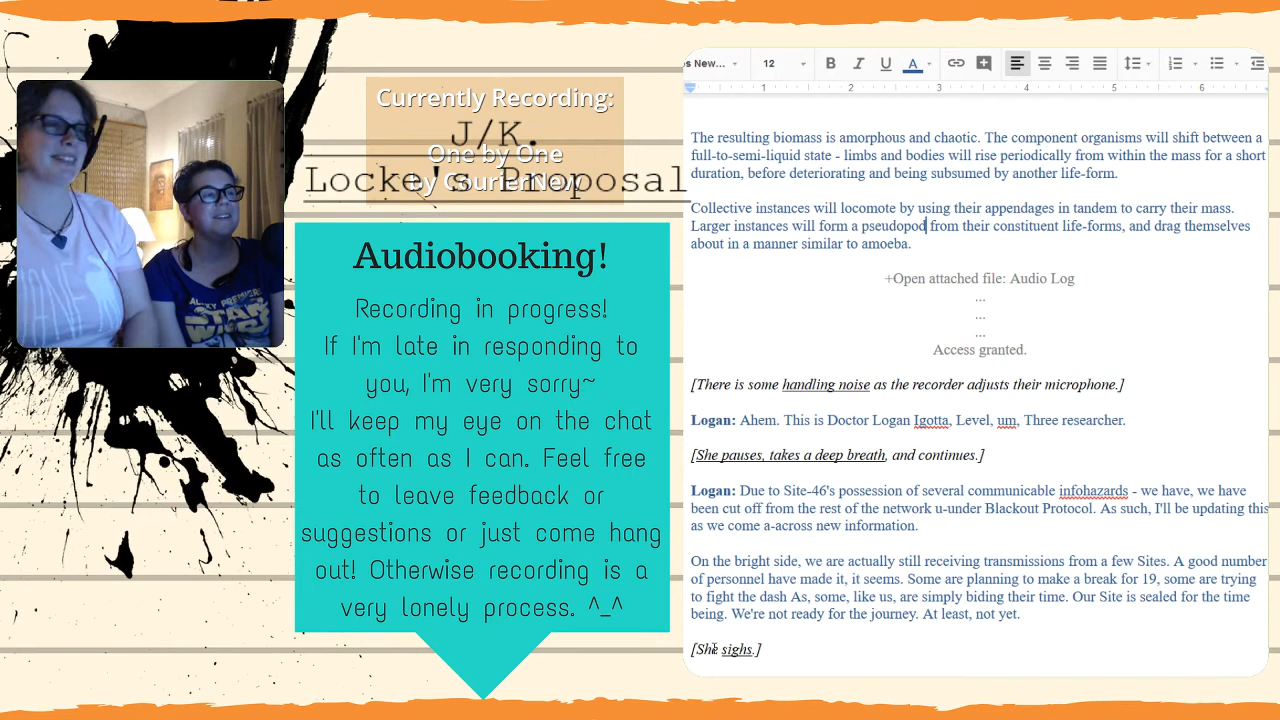 Currently Recording:
J/K.
One by One
Locke's Proposal
by CourierNew
Audiobooking!
Recording in progress!
If I'm late in responding to
you, I'm very sorry~
I'll keep my eye on the chat
as often as I can. Feel free
to leave feedback or
suggestions or just come hang
out! Otherwise recording is a
very lonely process. ^_^
STAR
WARS
es New...
12
B I U A
1 2 3 4 5 6
The resulting biomass is amorphous and chaotic. The component organisms will shift between a
full-to-semi-liquid state - limbs and bodies will rise periodically from within the mass for a short
duration, before deteriorating and being subsumed by another life-form.
Collective instances will locomote by using their appendages in tandem to carry their mass.
Larger instances will form a pseudopod from their constituent life-forms, and drag themselves
about in a manner similar to amoeba.
+Open attached file: Audio Log
...
...
...
Access granted.
[There is some handling noise as the recorder adjusts their microphone.]
Logan: Ahem. This is Doctor Logan Igotta, Level, um, Three researcher.
[She pauses, takes a deep breath, and continues.]
Logan: Due to Site-46's possession of several communicable infohazards - we have, we have
been cut off from the rest of the network u-under Blackout Protocol. As such, I'll be updating this
as we come a-across new information.
On the bright side, we are actually still receiving transmissions from a few Sites. A good number
of personnel have made it, it seems. Some are planning to make a break for 19, some are trying
to fight the dash As, some, like us, are simply biding their time. Our Site is sealed for the time
being. We're not ready for the journey. At least, not yet.
[She sighs.]